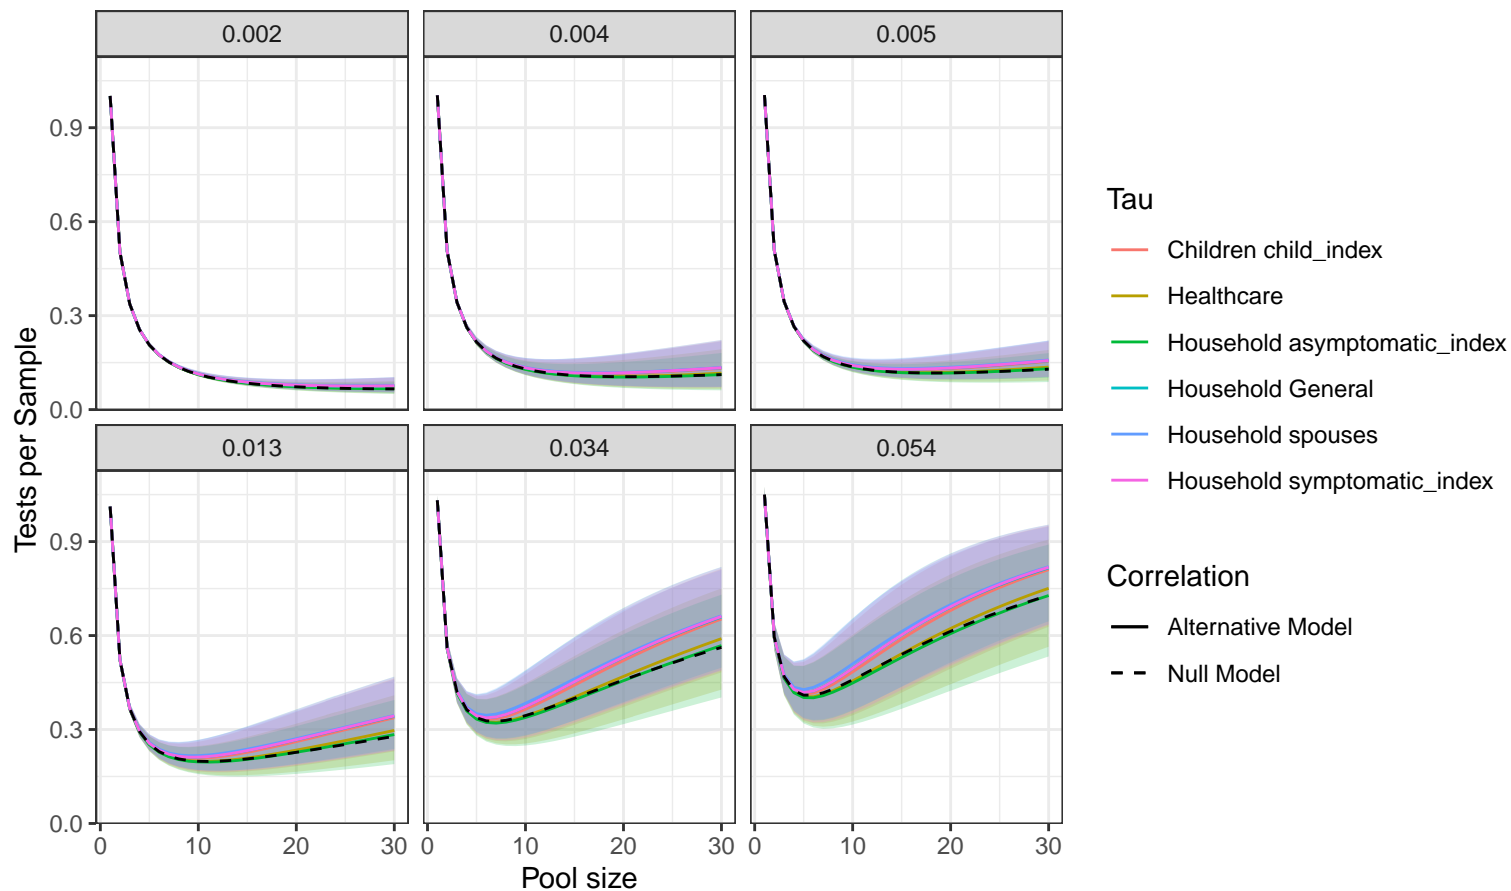 0.002
0.004
0.005
0.9
0.6
0.3
0.0
0.013
0.034
0.054
0.9
0.6
0.3
0.0
0 10 20 30
0 10 20 30
0 10 20 30
Pool size
Tests per Sample
Tau
Children child_index
Healthcare
Household asymptomatic_index
Household General
Household spouses
Household symptomatic_index
Correlation
Alternative Model
Null Model